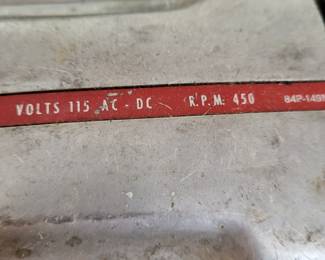 VOLTS 115 AC - DC R.P.M. 450